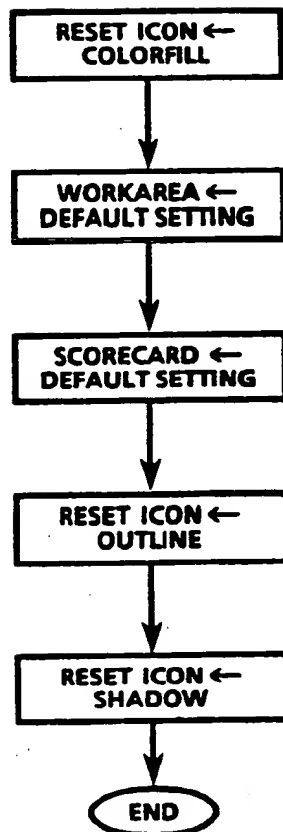 RESET ICON ←
COLORFILL
WORKAREA ←
DEFAULT SETTING
SCORECARD ←
DEFAULT SETTING
RESET ICON ←
OUTLINE
RESET ICON ←
SHADOW
END